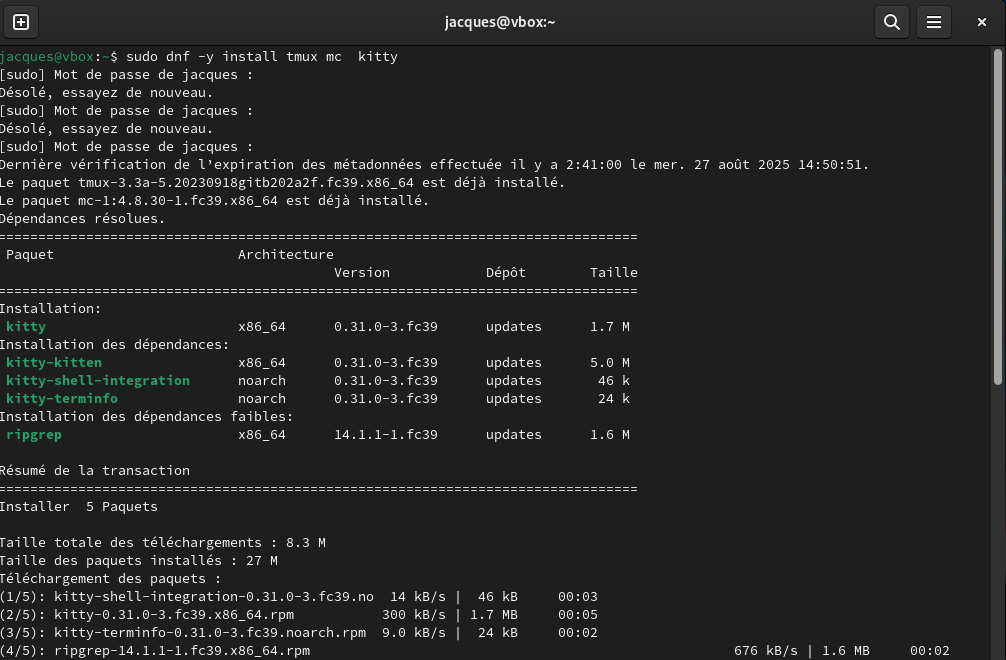 jacques@vbox:~
jacques@vbox:~$ sudo dnf -y install tmux mc  kitty
[sudo] Mot de passe de jacques :
Désolé, essayez de nouveau.
[sudo] Mot de passe de jacques :
Désolé, essayez de nouveau.
[sudo] Mot de passe de jacques :
Dernière vérification de l’expiration des métadonnées effectuée il y a 2:41:00 le mer. 27 août 2025 14:50:51.
Le paquet tmux-3.3a-5.20230918gitb202a2f.fc39.x86_64 est déjà installé.
Le paquet mc-1:4.8.30-1.fc39.x86_64 est déjà installé.
Dépendances résolues.
================================================================================
Paquet Architecture
Version Dépôt Taille
================================================================================
Installation:
kitty x86_64 0.31.0-3.fc39 updates 1.7 M
Installation des dépendances:
kitty-kitten x86_64 0.31.0-3.fc39 updates 5.0 M
kitty-shell-integration noarch 0.31.0-3.fc39 updates 46 k
kitty-terminfo noarch 0.31.0-3.fc39 updates 24 k
Installation des dépendances faibles:
ripgrep x86_64 14.1.1-1.fc39 updates 1.6 M
Résumé de la transaction
================================================================================
Installer  5 Paquets
Taille totale des téléchargements : 8.3 M
Taille des paquets installés : 27 M
Téléchargement des paquets :
(1/5): kitty-shell-integration-0.31.0-3.fc39.no  14 kB/s |  46 kB     00:03
(2/5): kitty-0.31.0-3.fc39.x86_64.rpm           300 kB/s | 1.7 MB     00:05
(3/5): kitty-terminfo-0.31.0-3.fc39.noarch.rpm  9.0 kB/s |  24 kB     00:02
(4/5): ripgrep-14.1.1-1.fc39.x86_64.rpm 676 kB/s | 1.6 MB     00:02